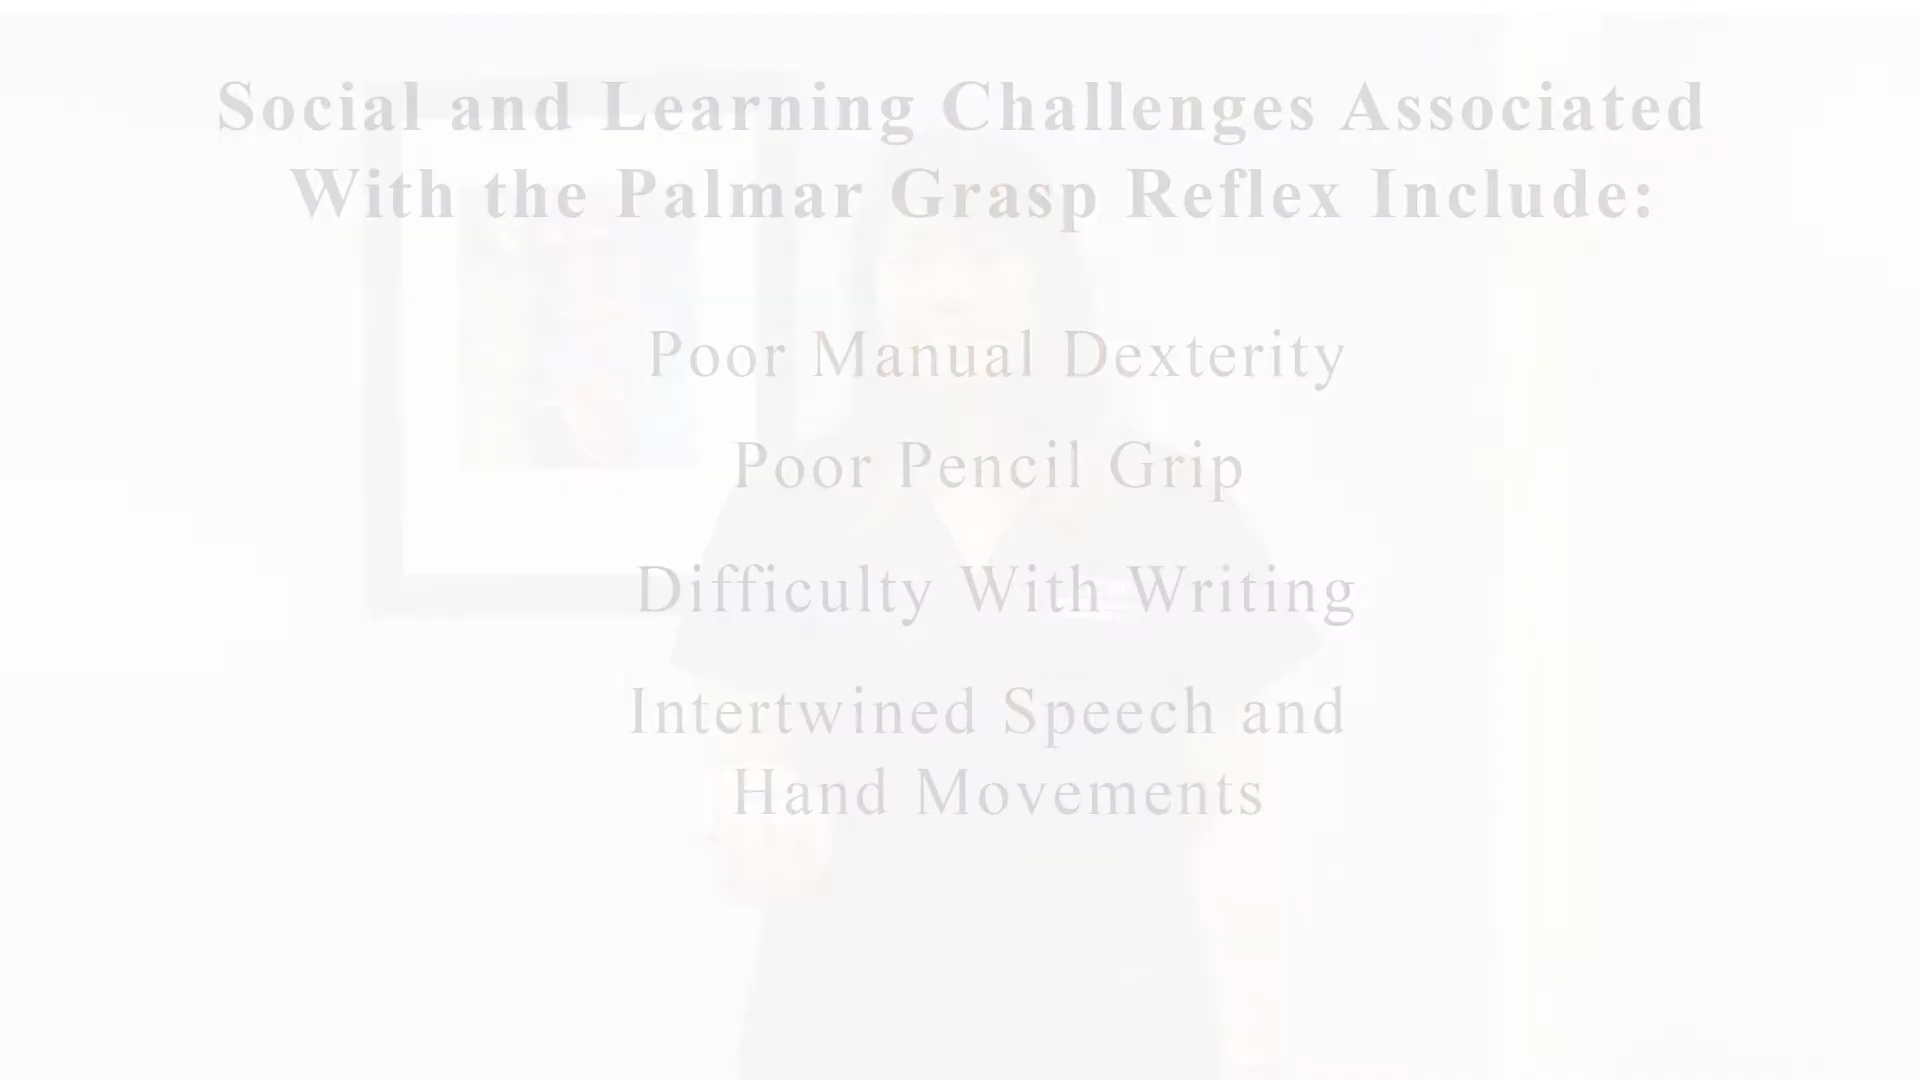 Social and Learning Challenges Associated
With the Palmar Grasp Reflex Include:
Poor Manual Dexterity
Poor Pencil Grip
Difficulty With Writing
Intertwined Speech and
Hand Movements